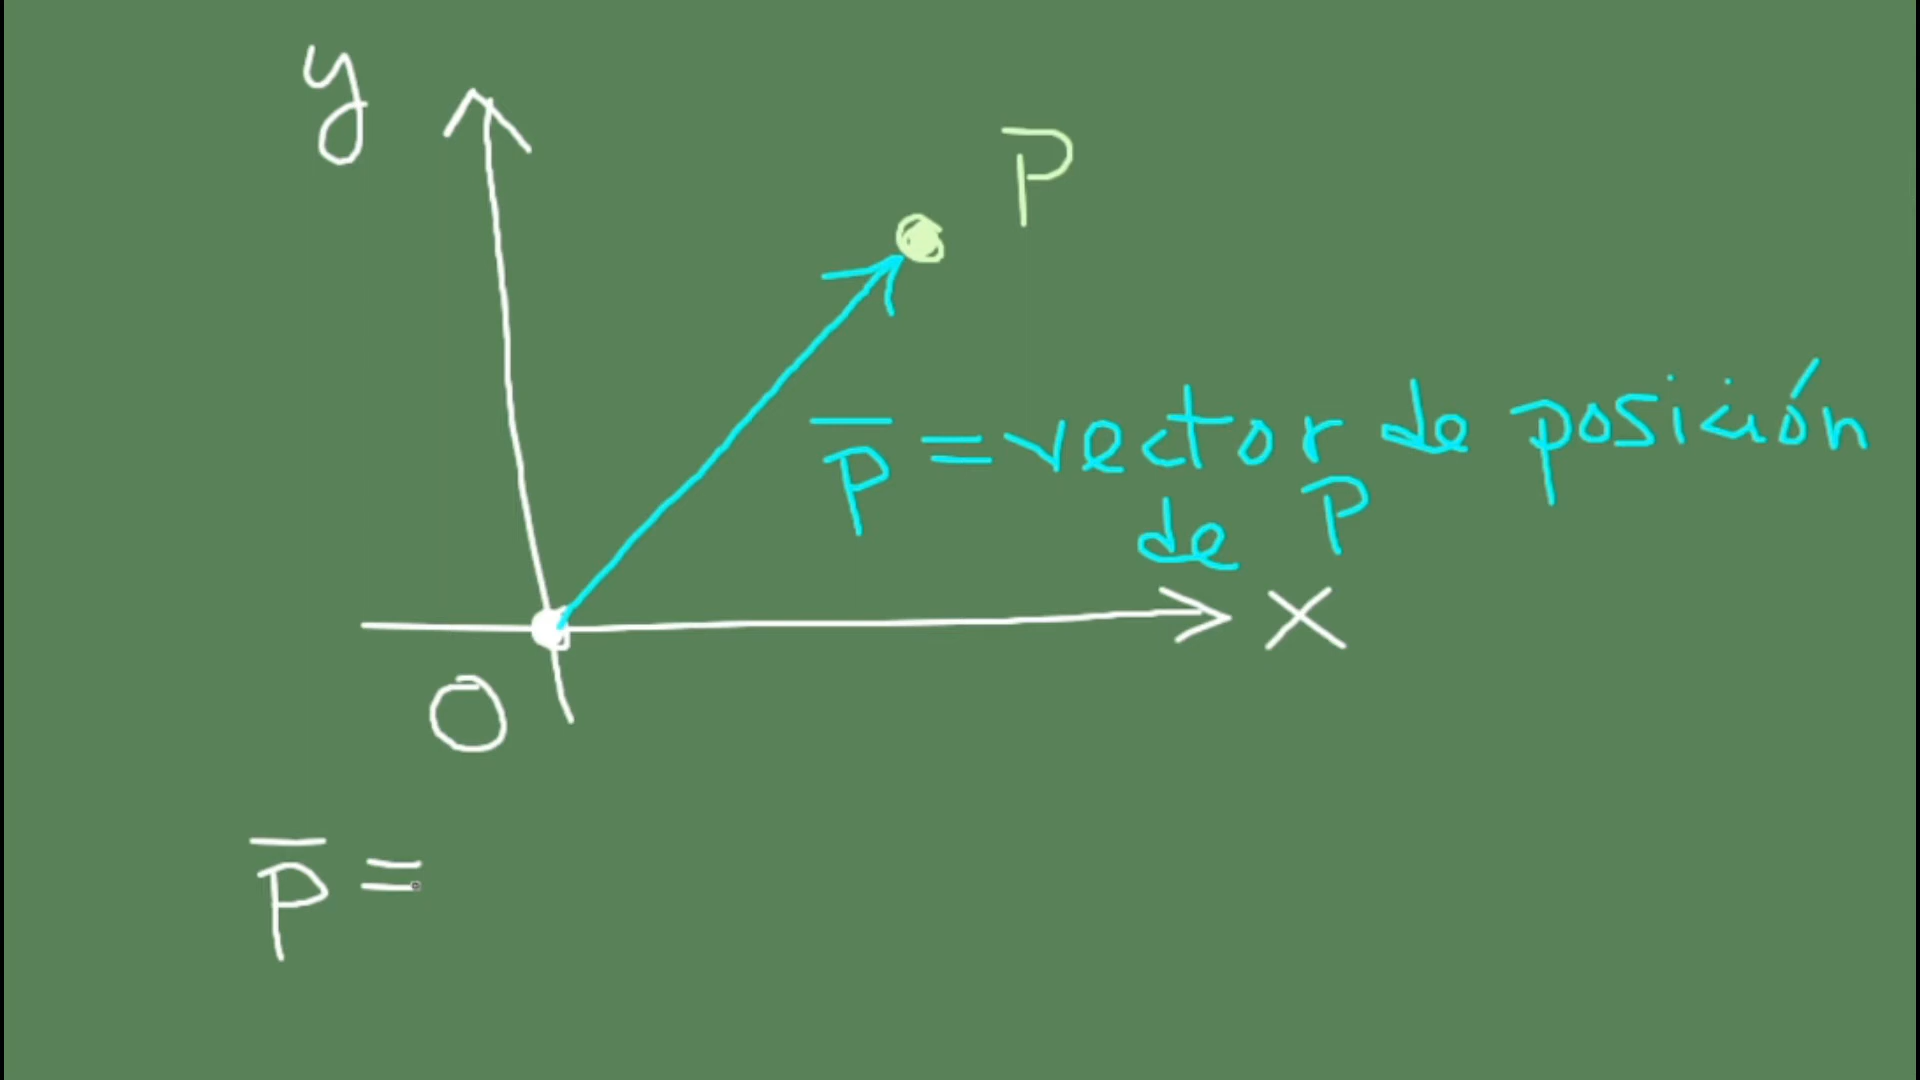 y
P
p̅ = vector de posición
de P
x
O
p̅ =